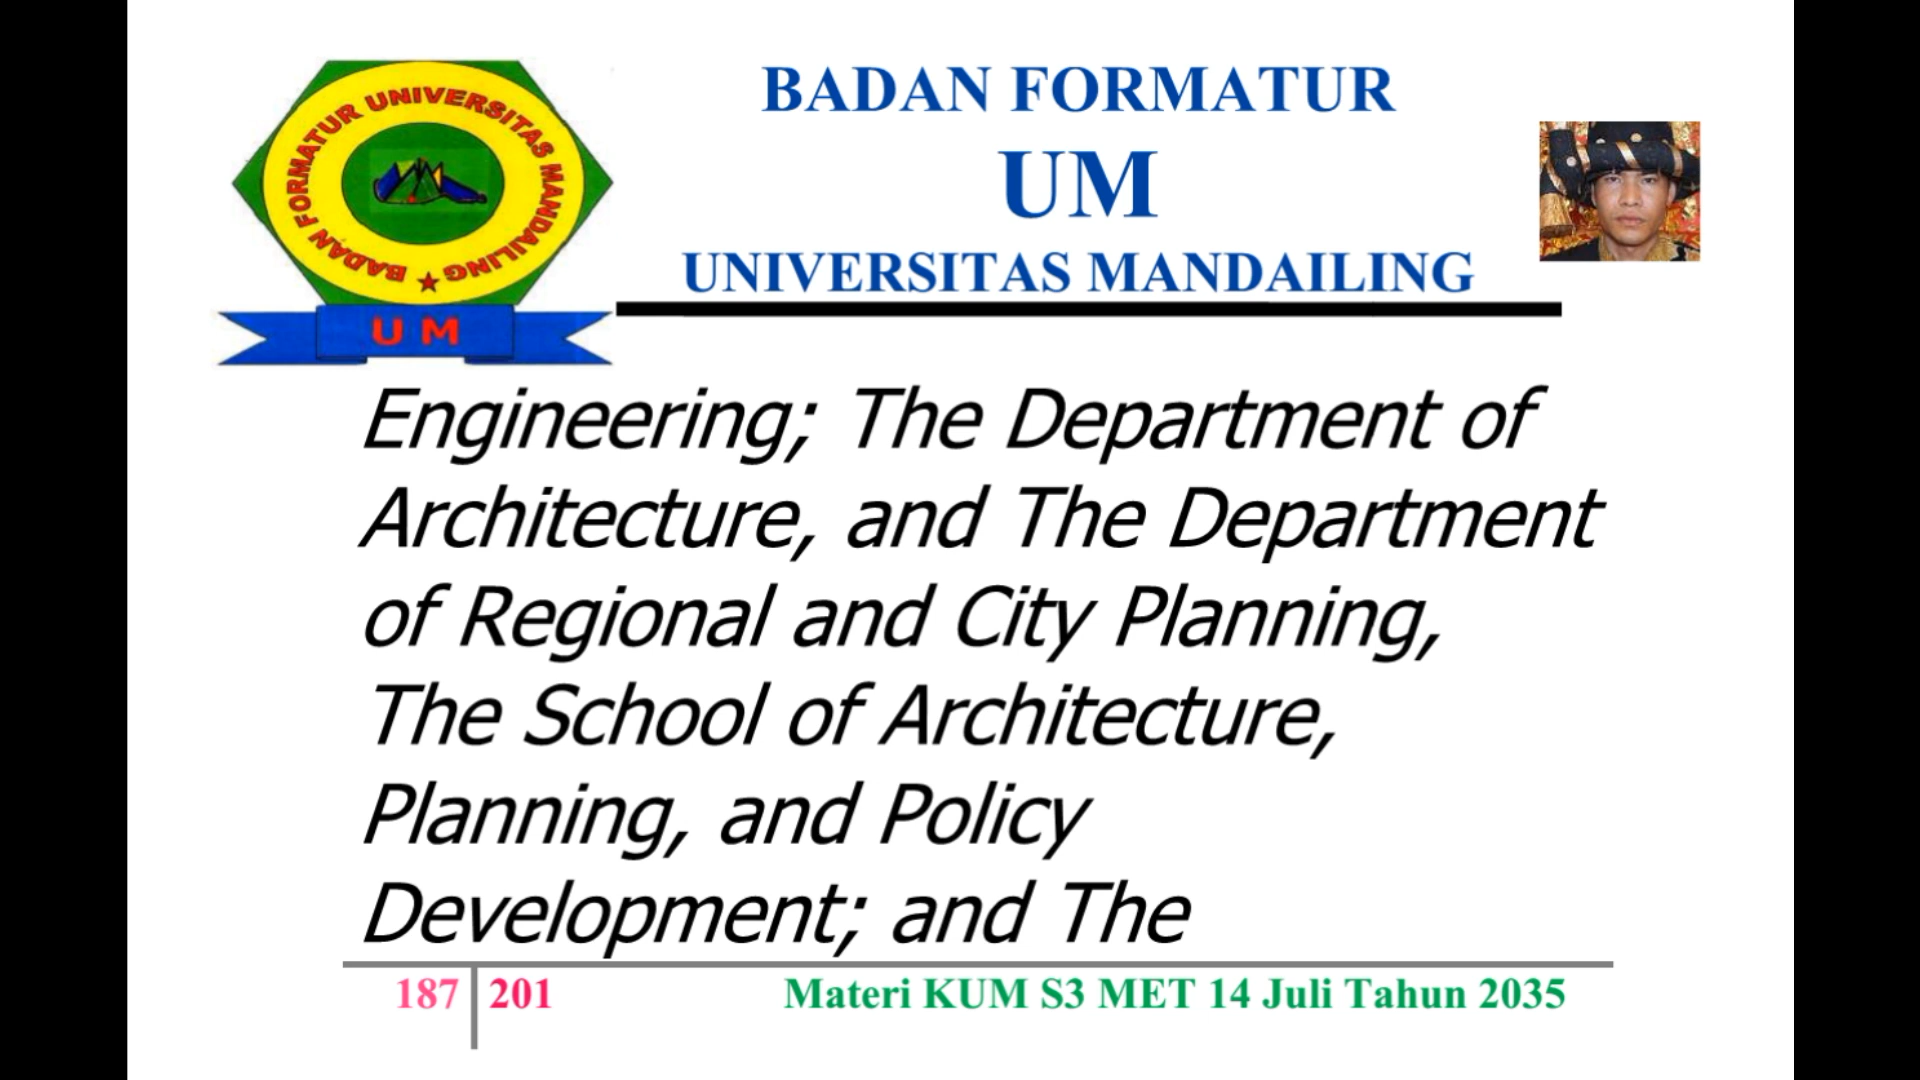 BADAN FORMATUR UNIVERSITAS MANDAILING
U M
BADAN FORMATUR
UM
UNIVERSITAS MANDAILING
Engineering; The Department of
Architecture, and The Department
of Regional and City Planning,
The School of Architecture,
Planning, and Policy
Development; and The
187 201 Materi KUM S3 MET 14 Juli Tahun 2035